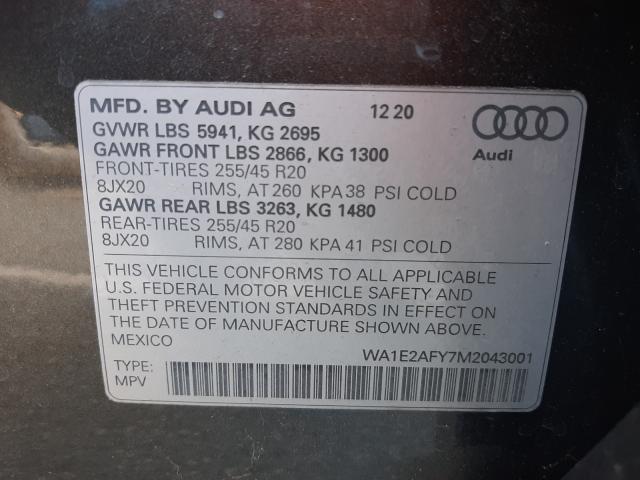 MFD. BY AUDI AG 12 20
GVWR LBS 5941, KG 2695
GAWR FRONT LBS 2866, KG 1300
Audi
FRONT-TIRES 255/45 R20
8JX20 RIMS, AT 260 KPA 38 PSI COLD
GAWR REAR LBS 3263, KG 1480
REAR-TIRES 255/45 R20
8JX20 RIMS, AT 280 KPA 41 PSI COLD
THIS VEHICLE CONFORMS TO ALL APPLICABLE
U.S. FEDERAL MOTOR VEHICLE SAFETY AND
THEFT PREVENTION STANDARDS IN EFFECT ON
THE DATE OF MANUFACTURE SHOWN ABOVE.
MEXICO WA1E2AFY7M2043001
TYPE:
MPV